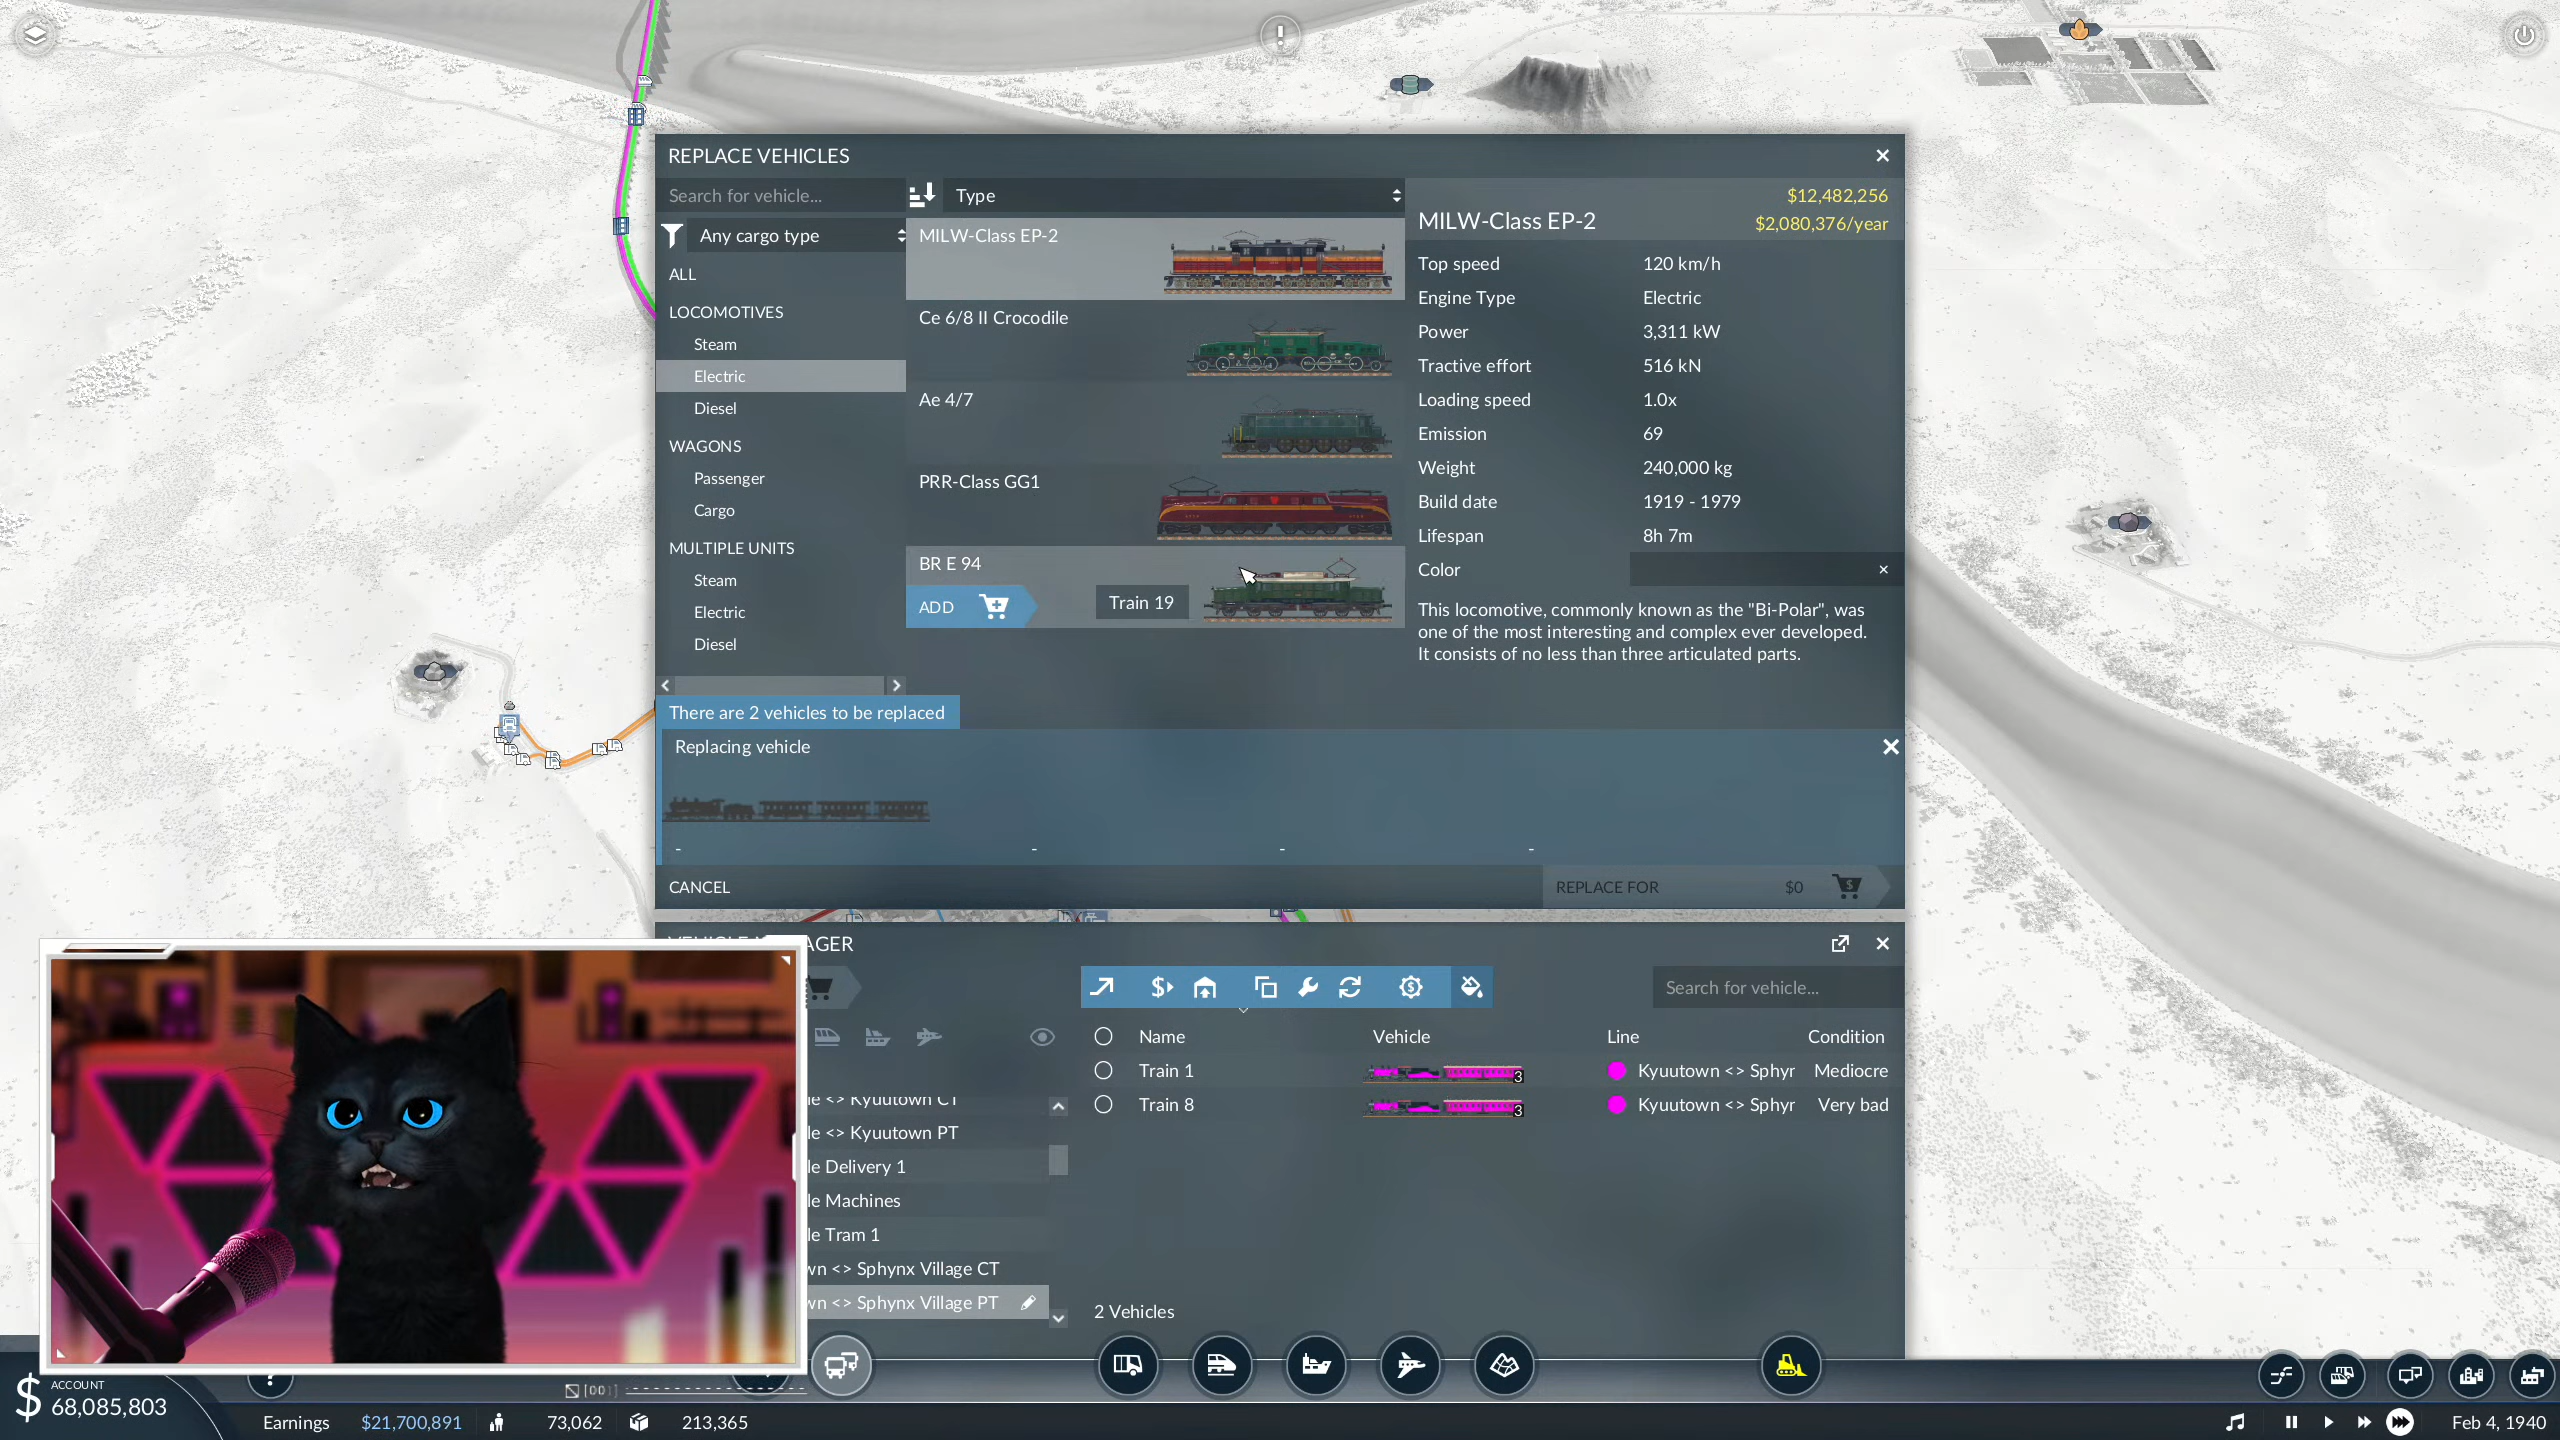 REPLACE VEHICLES
Search for vehicle...
Type
Any cargo type
ALL
LOCOMOTIVES
Steam
Electric
Diesel
WAGONS
Passenger
Cargo
MULTIPLE UNITS
Steam
Electric
Diesel
MILW-Class EP-2
Ce 6/8 II Crocodile
Ae 4/7
PRR-Class GG1
BR E 94
ADD
Train 19
$12,482,256
MILW-Class EP-2
$2,080,376/year
Top speed 120 km/h
Engine Type Electric
Power 3,311 kW
Tractive effort 516 kN
Loading speed 1.0x
Emission 69
Weight 240,000 kg
Build date 1919 - 1979
Lifespan 8h 7m
Color
This locomotive, commonly known as the "Bi-Polar", was
one of the most interesting and complex ever developed.
It consists of no less than three articulated parts.
There are 2 vehicles to be replaced
Replacing vehicle
- - - -
CANCEL
REPLACE FOR $0
AGER
Search for vehicle...
Name Vehicle Line Condition
Train 1 3 Kyuutown <> Sphyr Mediocre
Train 8 3 Kyuutown <> Sphyr Very bad
le <> Kyuutown CT
le <> Kyuutown PT
le Delivery 1
le Machines
le Tram 1
wn <> Sphynx Village CT
wn <> Sphynx Village PT
2 Vehicles
ACCOUNT
$ 68,085,803
Earnings $21,700,891 73,062 213,365
Feb 4, 1940